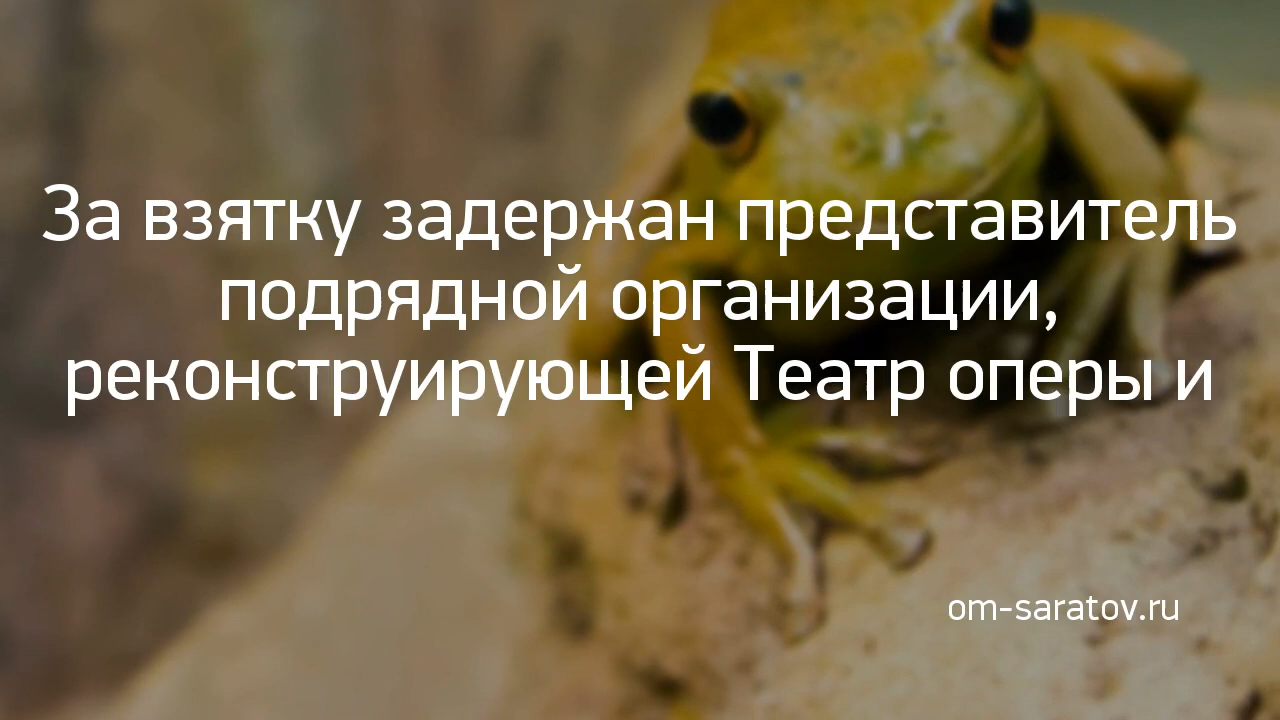 За взятку задержан представитель
подрядной организации,
реконструирующей Театр оперы и
om-saratov.ru